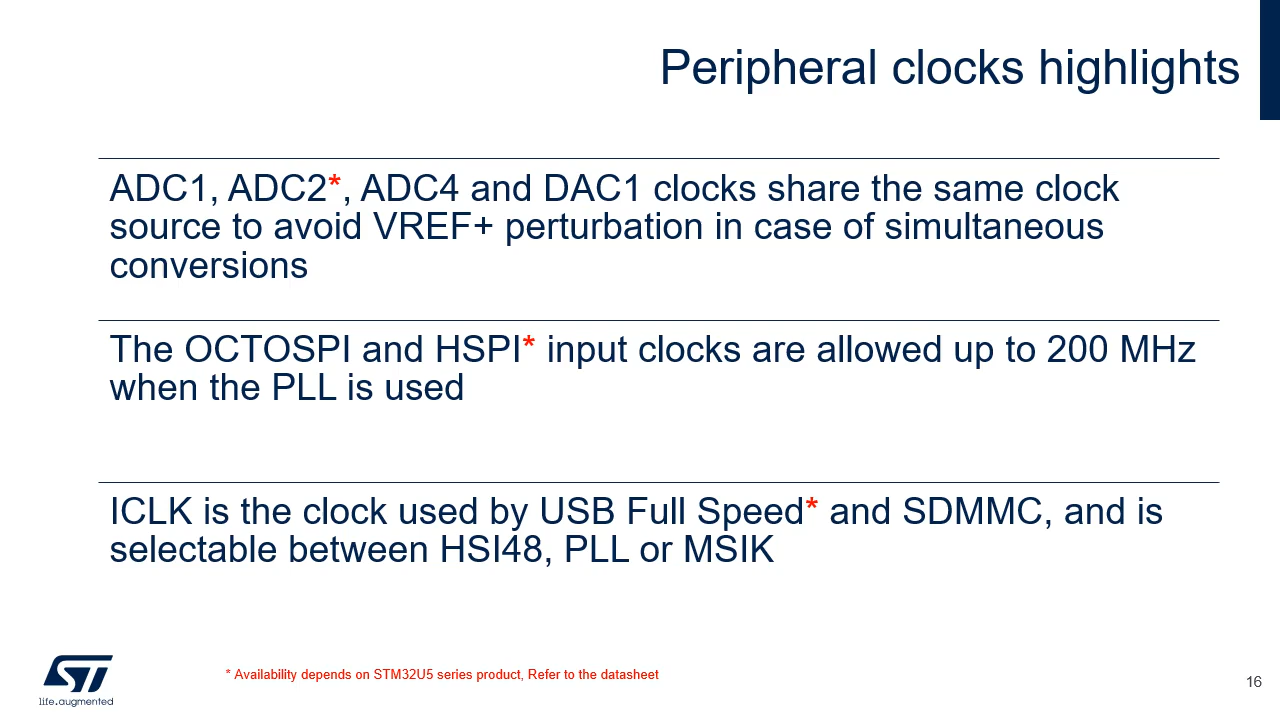 Peripheral clocks highlights
ADC1, ADC2*, ADC4 and DAC1 clocks share the same clock
source to avoid VREF+ perturbation in case of simultaneous
conversions
The OCTOSPI and HSPI* input clocks are allowed up to 200 MHz
when the PLL is used
ICLK is the clock used by USB Full Speed* and SDMMC, and is
selectable between HSI48, PLL or MSIK
ST
life.augmented
* Availability depends on STM32U5 series product, Refer to the datasheet
16